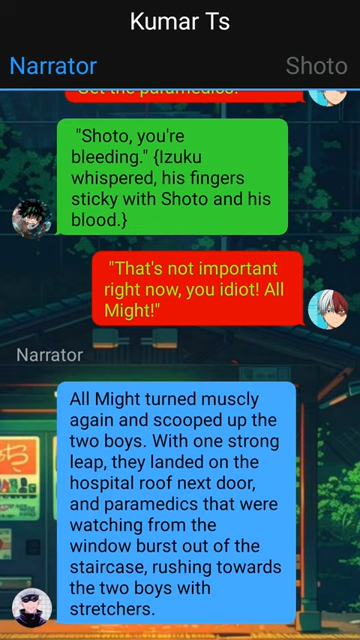 Kumar Ts
Narrator
Shoto
Get the paramedics!
"Shoto, you're
bleeding." {Izuku
whispered, his fingers
sticky with Shoto and his
blood.}
"That's not important
right now, you idiot! All
Might!"
Narrator
All Might turned muscly
again and scooped up the
two boys. With one strong
leap, they landed on the
hospital roof next door,
and paramedics that were
watching from the
window burst out of the
staircase, rushing towards
the two boys with
stretchers.